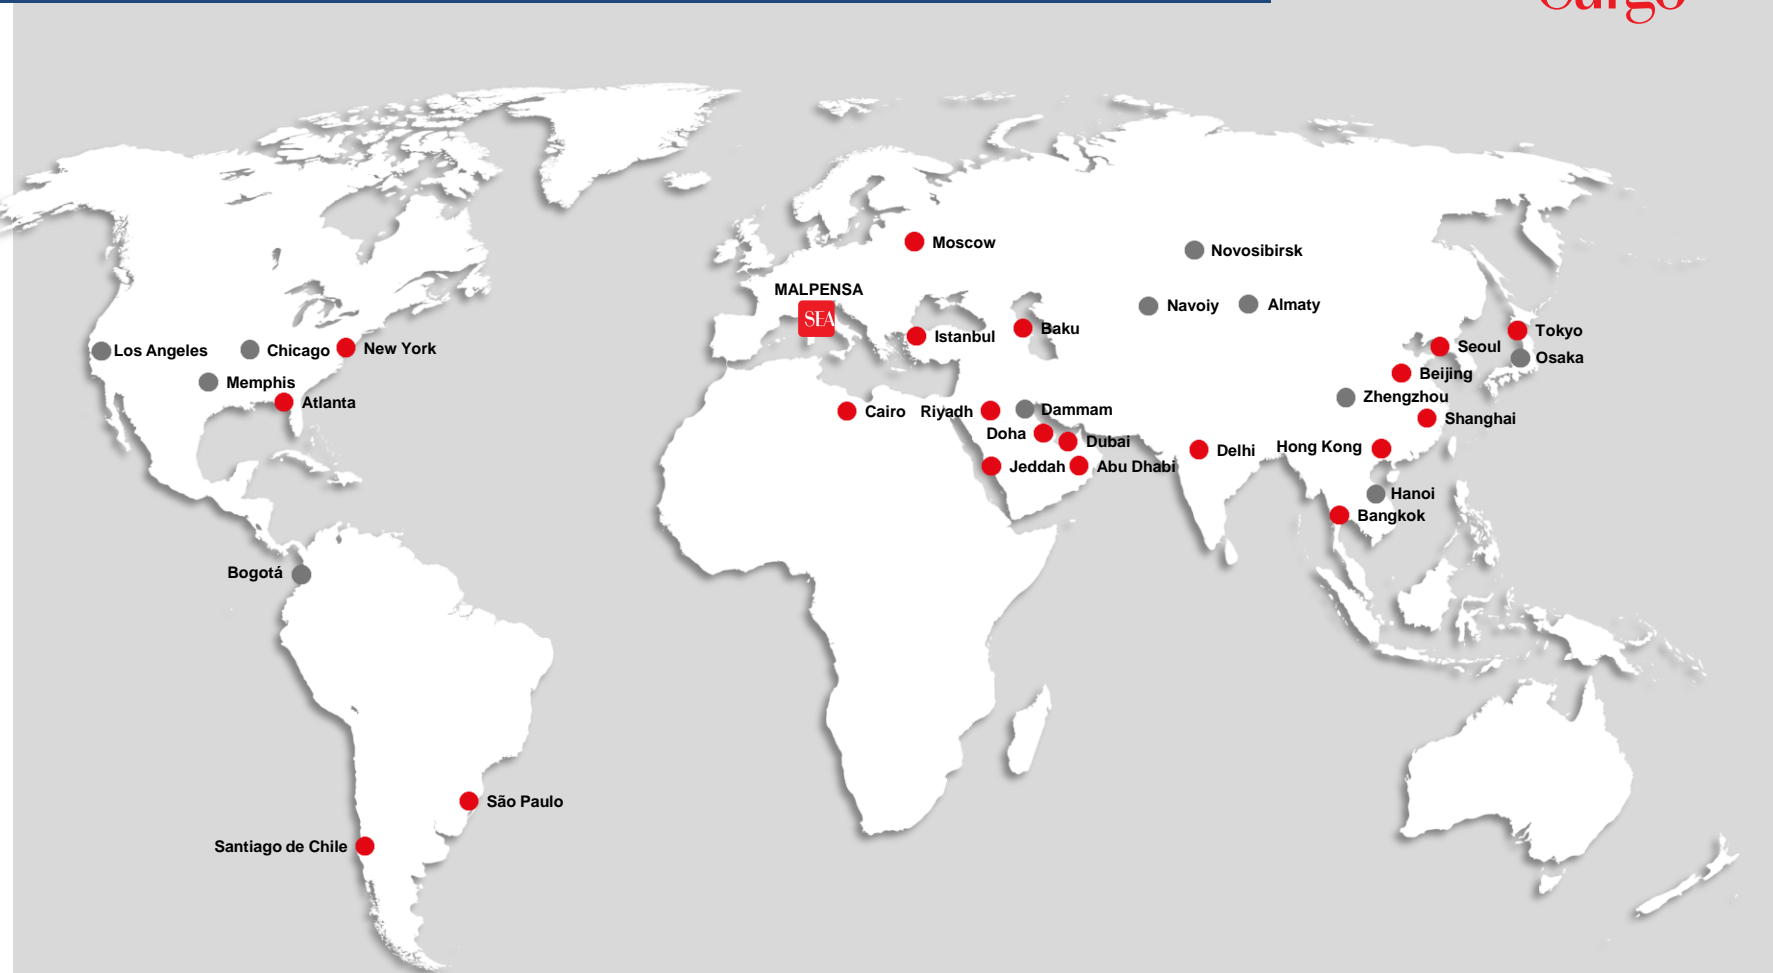 Cargo
Moscow
Novosibirsk
MALPENSA
SEA
Navoiy
Almaty
Istanbul
Baku
Tokyo
Los Angeles
Chicago
New York
Seoul
Osaka
Memphis
Beijing
Atlanta
Zhengzhou
Cairo
Riyadh
Dammam
Shanghai
Doha
Dubai
Delhi
Hong Kong
Jeddah
Abu Dhabi
Hanoi
Bangkok
Bogotá
São Paulo
Santiago de Chile